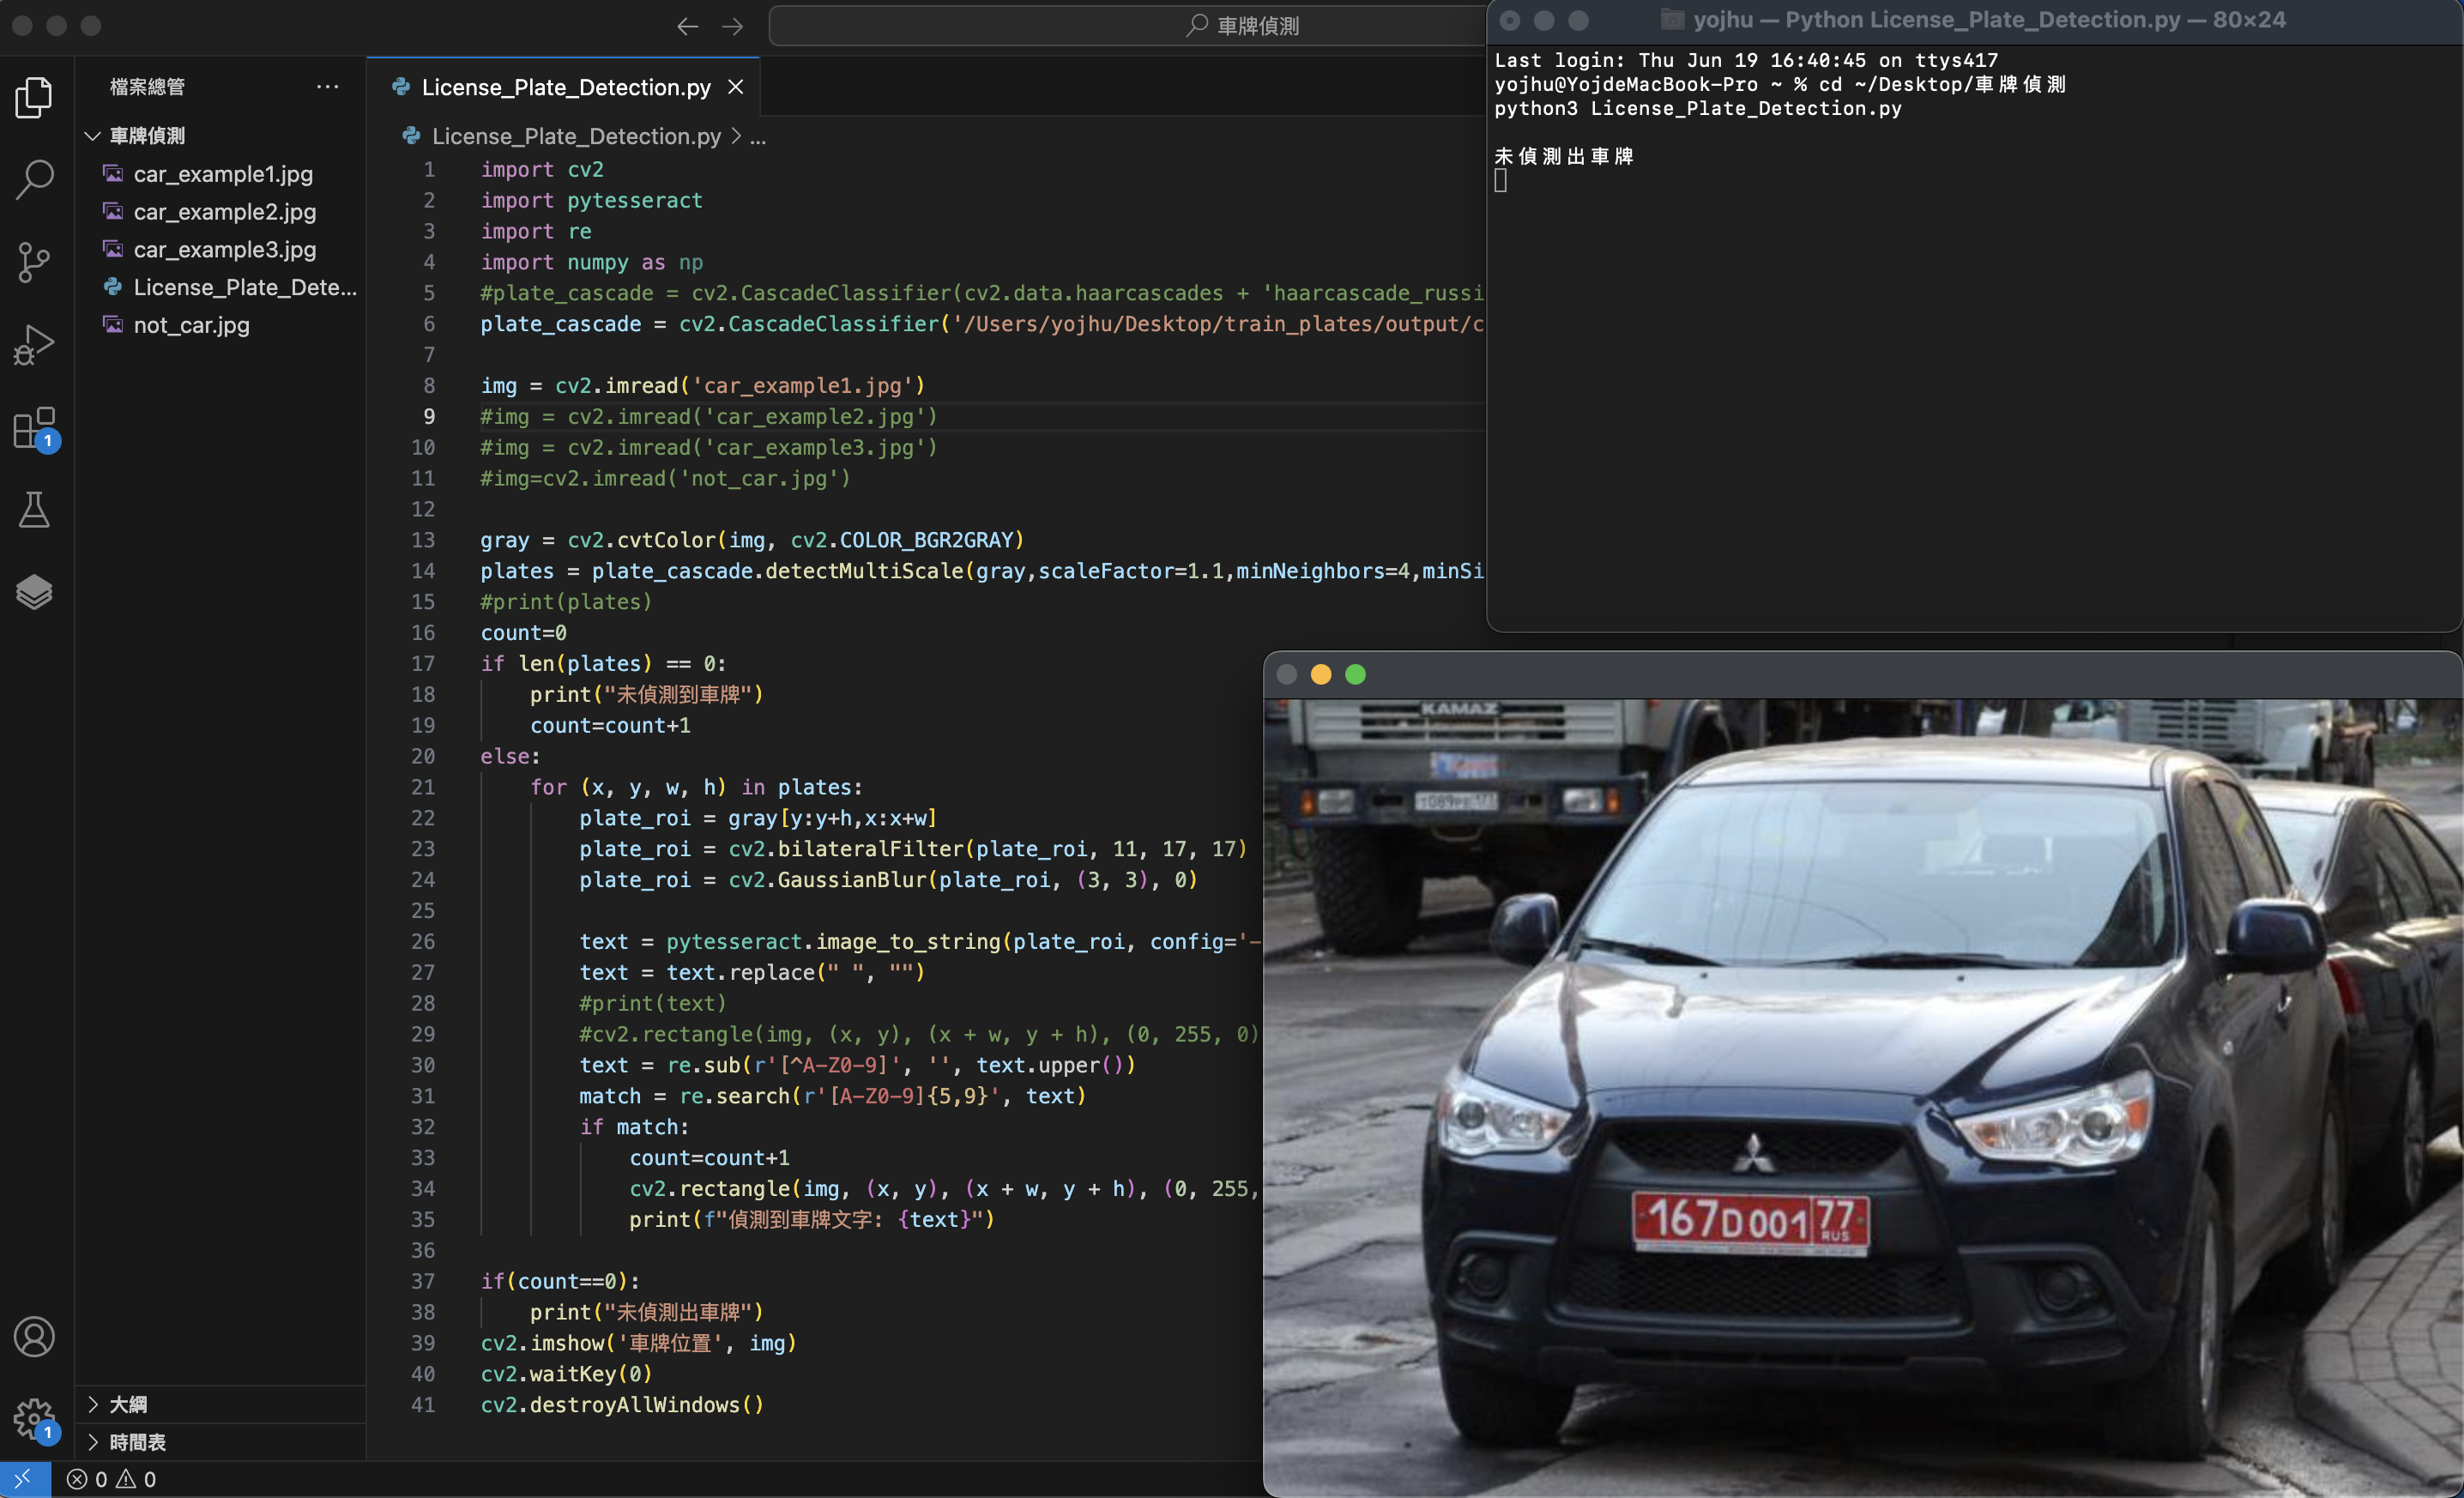 車牌偵測
檔案總管
車牌偵測
car_example1.jpg
car_example2.jpg
car_example3.jpg
License_Plate_Dete...
not_car.jpg
大綱
時間表
1
1
0
0
License_Plate_Detection.py
License_Plate_Detection.py > ...
1 import cv2
2 import pytesseract
3 import re
4 import numpy as np
5 #plate_cascade = cv2.CascadeClassifier(cv2.data.haarcascades + 'haarcascade_russi
6 plate_cascade = cv2.CascadeClassifier('/Users/yojhu/Desktop/train_plates/output/c
7
8 img = cv2.imread('car_example1.jpg')
9 #img = cv2.imread('car_example2.jpg')
10 #img = cv2.imread('car_example3.jpg')
11 #img=cv2.imread('not_car.jpg')
12
13 gray = cv2.cvtColor(img, cv2.COLOR_BGR2GRAY)
14 plates = plate_cascade.detectMultiScale(gray,scaleFactor=1.1,minNeighbors=4,minSi
15 #print(plates)
16 count=0
17 if len(plates) == 0:
18 print("未偵測到車牌")
19 count=count+1
20 else:
21 for (x, y, w, h) in plates:
22 plate_roi = gray[y:y+h,x:x+w]
23 plate_roi = cv2.bilateralFilter(plate_roi, 11, 17, 17)
24 plate_roi = cv2.GaussianBlur(plate_roi, (3, 3), 0)
25
26 text = pytesseract.image_to_string(plate_roi, config='-
27 text = text.replace(" ", "")
28 #print(text)
29 #cv2.rectangle(img, (x, y), (x + w, y + h), (0, 255, 0)
30 text = re.sub(r'[^A-Z0-9]', '', text.upper())
31 match = re.search(r'[A-Z0-9]{5,9}', text)
32 if match:
33 count=count+1
34 cv2.rectangle(img, (x, y), (x + w, y + h), (0, 255,
35 print(f"偵測到車牌文字: {text}")
36
37 if(count==0):
38 print("未偵測出車牌")
39 cv2.imshow('車牌位置', img)
40 cv2.waitKey(0)
41 cv2.destroyAllWindows()
yojhu — Python License_Plate_Detection.py — 80×24
Last login: Thu Jun 19 16:40:45 on ttys417
yojhu@YojdeMacBook-Pro ~ % cd ~/Desktop/車牌偵測
python3 License_Plate_Detection.py
未偵測出車牌
KAMAZ
167D001 77
RUS